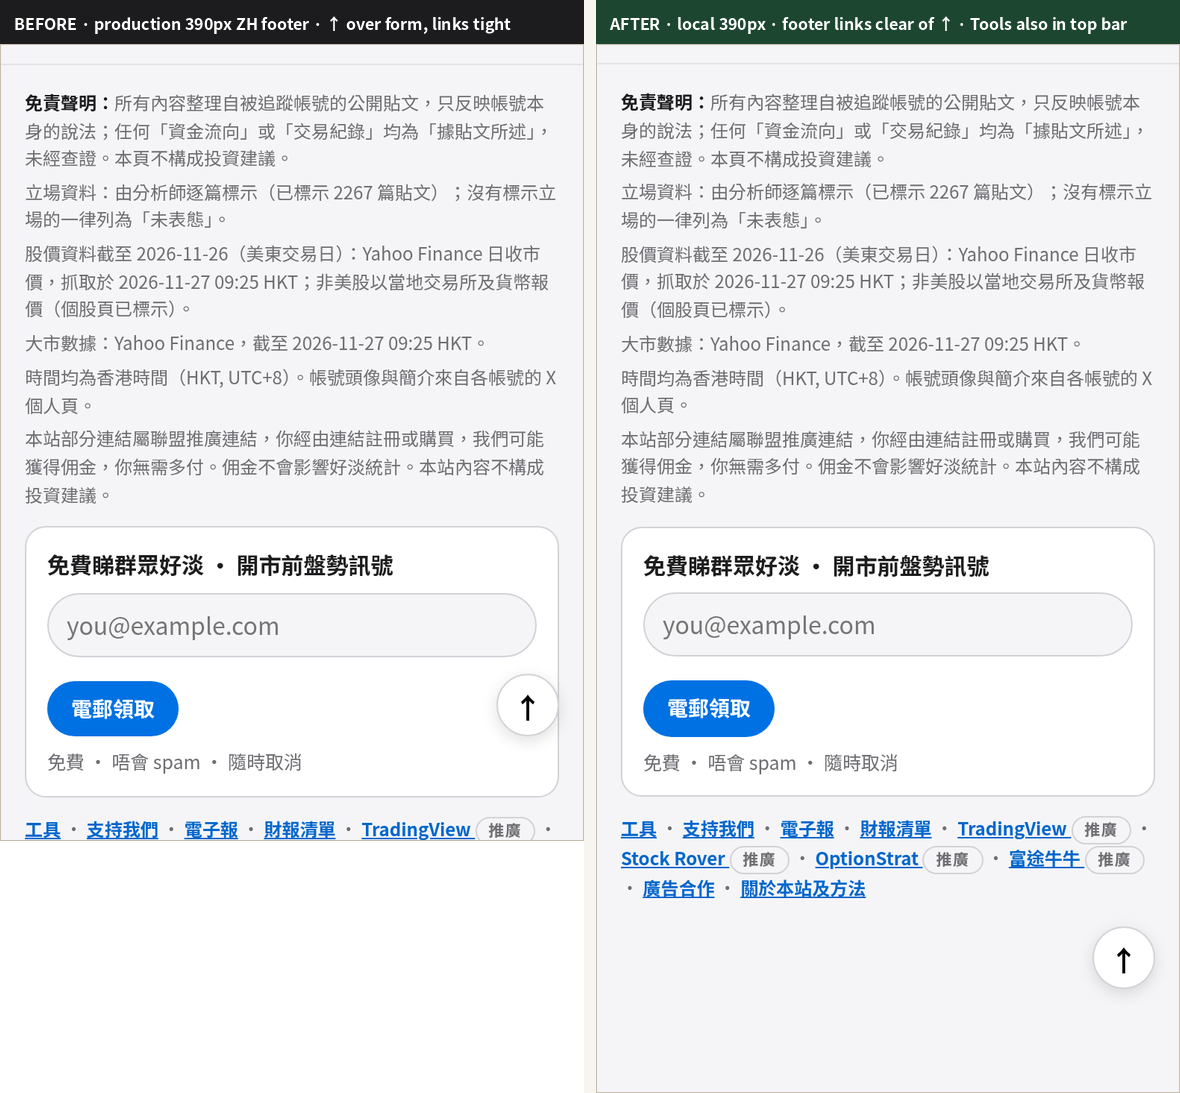 BEFORE · production 390px ZH footer · ↑ over form, links tight
免責聲明：所有內容整理自被追蹤帳號的公開貼文，只反映帳號本
身的說法；任何「資金流向」或「交易紀錄」均為「據貼文所述」，
未經查證。本頁不構成投資建議。
立場資料：由分析師逐篇標示（已標示 2267 篇貼文）；沒有標示立
場的一律列為「未表態」。
股價資料截至 2026-11-26（美東交易日）：Yahoo Finance 日收市
價，抓取於 2026-11-27 09:25 HKT；非美股以當地交易所及貨幣報
價（個股頁已標示）。
大市數據：Yahoo Finance，截至 2026-11-27 09:25 HKT。
時間均為香港時間（HKT, UTC+8）。帳號頭像與簡介來自各帳號的 X
個人頁。
本站部分連結屬聯盟推廣連結，你經由連結註冊或購買，我們可能
獲得佣金，你無需多付。佣金不會影響好淡統計。本站內容不構成
投資建議。
免費睇群眾好淡 · 開市前盤勢訊號
you@example.com
電郵領取
↑
免費 · 唔會 spam · 隨時取消
工具 · 支持我們 · 電子報 · 財報清單 · TradingView 推廣 ·
AFTER · local 390px · footer links clear of ↑ · Tools also in top bar
免責聲明：所有內容整理自被追蹤帳號的公開貼文，只反映帳號本
身的說法；任何「資金流向」或「交易紀錄」均為「據貼文所述」，
未經查證。本頁不構成投資建議。
立場資料：由分析師逐篇標示（已標示 2267 篇貼文）；沒有標示立
場的一律列為「未表態」。
股價資料截至 2026-11-26（美東交易日）：Yahoo Finance 日收市
價，抓取於 2026-11-27 09:25 HKT；非美股以當地交易所及貨幣報
價（個股頁已標示）。
大市數據：Yahoo Finance，截至 2026-11-27 09:25 HKT。
時間均為香港時間（HKT, UTC+8）。帳號頭像與簡介來自各帳號的 X
個人頁。
本站部分連結屬聯盟推廣連結，你經由連結註冊或購買，我們可能
獲得佣金，你無需多付。佣金不會影響好淡統計。本站內容不構成
投資建議。
免費睇群眾好淡 · 開市前盤勢訊號
you@example.com
電郵領取
免費 · 唔會 spam · 隨時取消
工具 · 支持我們 · 電子報 · 財報清單 · TradingView 推廣 ·
Stock Rover 推廣 · OptionStrat 推廣 · 富途牛牛 推廣
· 廣告合作 · 關於本站及方法
↑